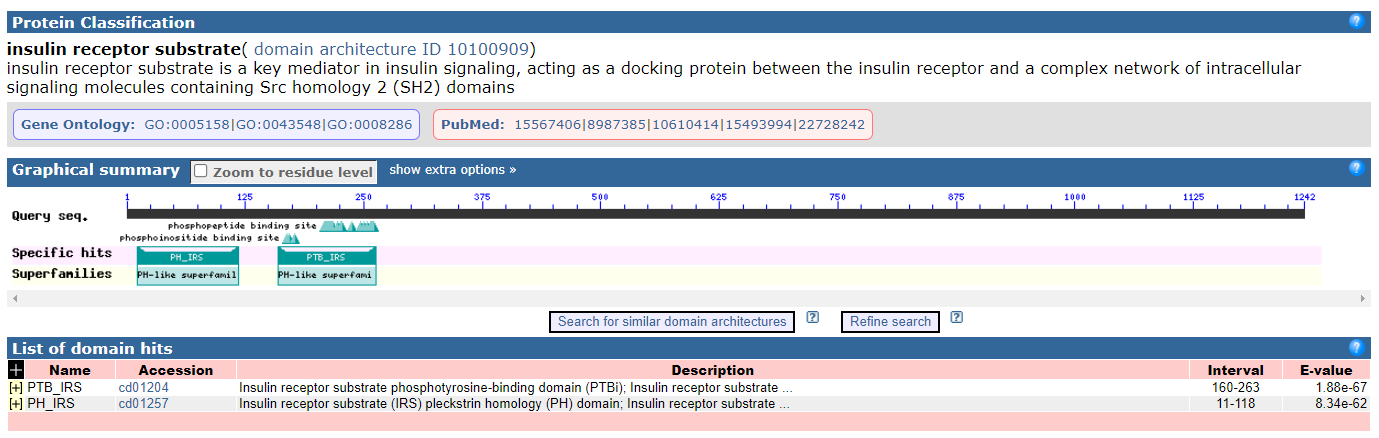 Protein Classification ?
insulin receptor substrate( domain architecture ID 10100909)
insulin receptor substrate is a key mediator in insulin signaling, acting as a docking protein between the insulin receptor and a complex network of intracellular
signaling molecules containing Src homology 2 (SH2) domains
Gene Ontology: GO:0005158|GO:0043548|GO:0008286 PubMed: 15567406|8987385|10610414|15493994|22728242
Graphical summary Zoom to residue level show extra options » ?
1 125 250 375 500 625 750 875 1000 1125 1242
Query seq.
phosphopeptide binding site
phosphoinositide binding site
Specific hits PH_IRS PTB_IRS
Superfamilies PH-like superfamil PH-like superfami
Search for similar domain architectures ? Refine search ?
List of domain hits ?
+ Name Accession Description Interval E-value
[+] PTB_IRS cd01204 Insulin receptor substrate phosphotyrosine-binding domain (PTBi); Insulin receptor substrate ... 160-263 1.88e-67
[+] PH_IRS cd01257 Insulin receptor substrate (IRS) pleckstrin homology (PH) domain; Insulin receptor substrate ... 11-118 8.34e-62